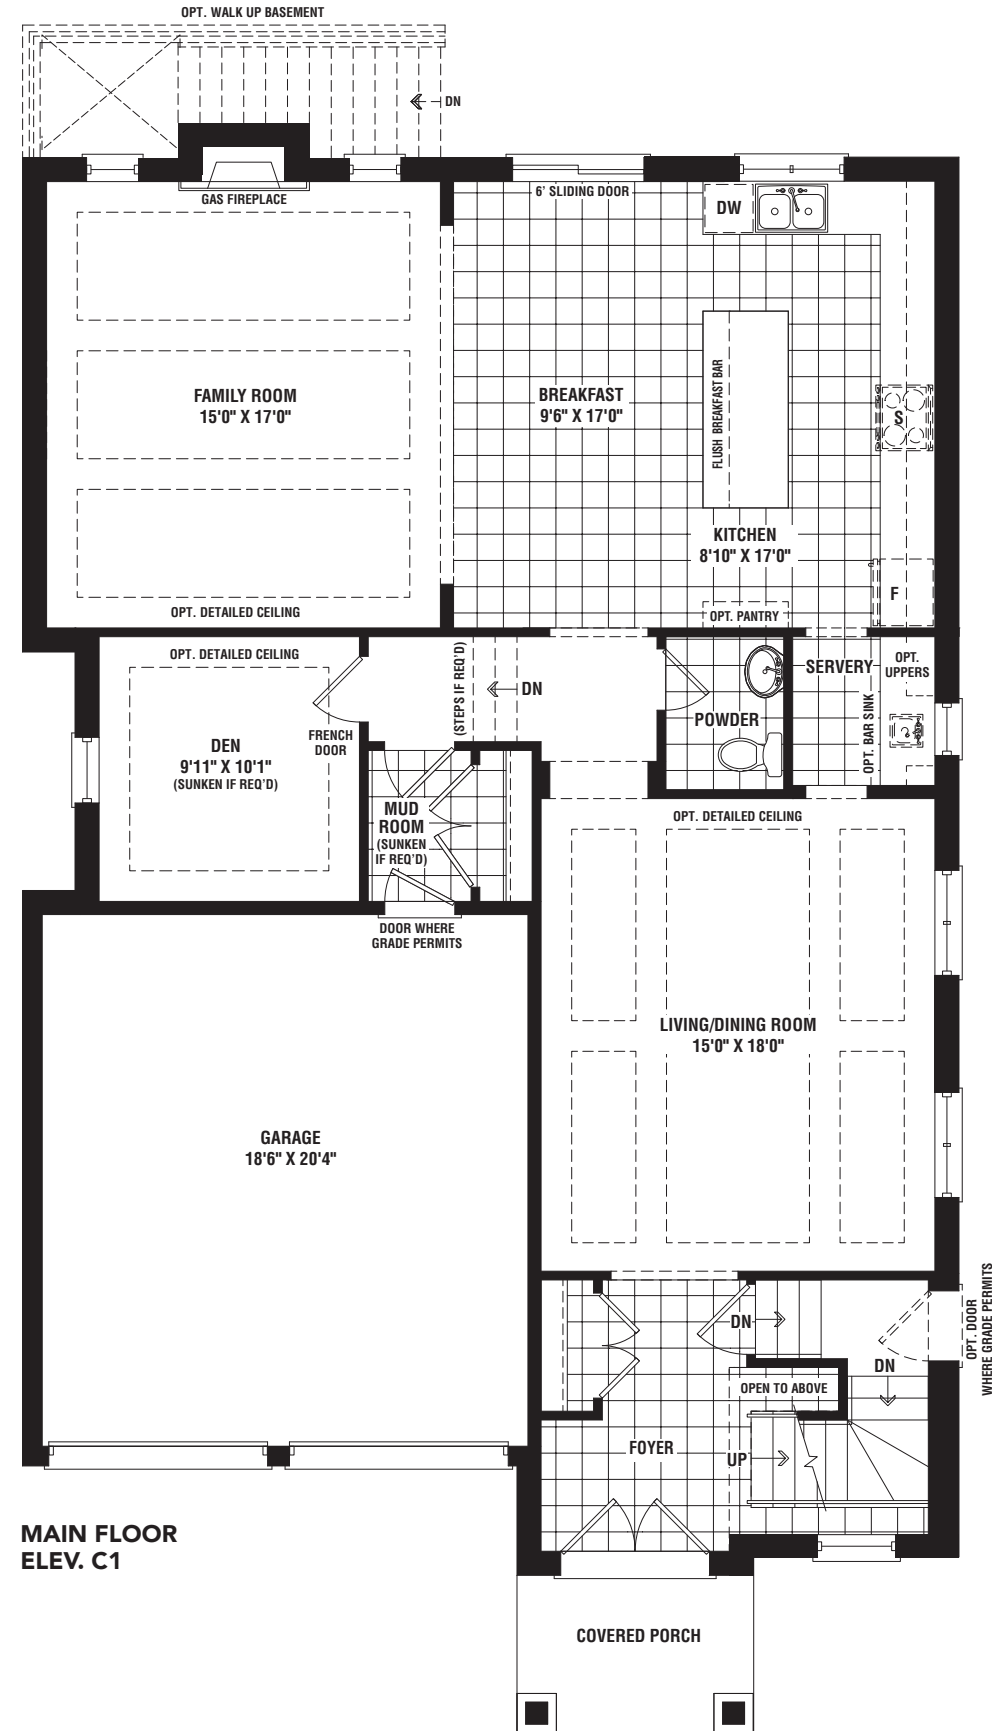 OPT. WALK UP BASEMENT
DN
GAS FIREPLACE
6' SLIDING DOOR
DW
FAMILY ROOM
15'0" X 17'0"
BREAKFAST
9'6" X 17'0"
FLUSH BREAKFAST BAR
S
KITCHEN
8'10" X 17'0"
F
OPT. DETAILED CEILING
OPT. PANTRY
OPT. DETAILED CEILING
(STEPS IF REQ'D)
DN
SERVERY
OPT.
UPPERS
POWDER
OPT. BAR SINK
FRENCH
DOOR
DEN
9'11" X 10'1"
(SUNKEN IF REQ'D)
MUD
ROOM
(SUNKEN
IF REQ'D)
OPT. DETAILED CEILING
DOOR WHERE
GRADE PERMITS
LIVING/DINING ROOM
15'0" X 18'0"
GARAGE
18'6" X 20'4"
DN
OPT. DOOR
WHERE GRADE PERMITS
DN
OPEN TO ABOVE
FOYER
UP
MAIN FLOOR
ELEV. C1
COVERED PORCH